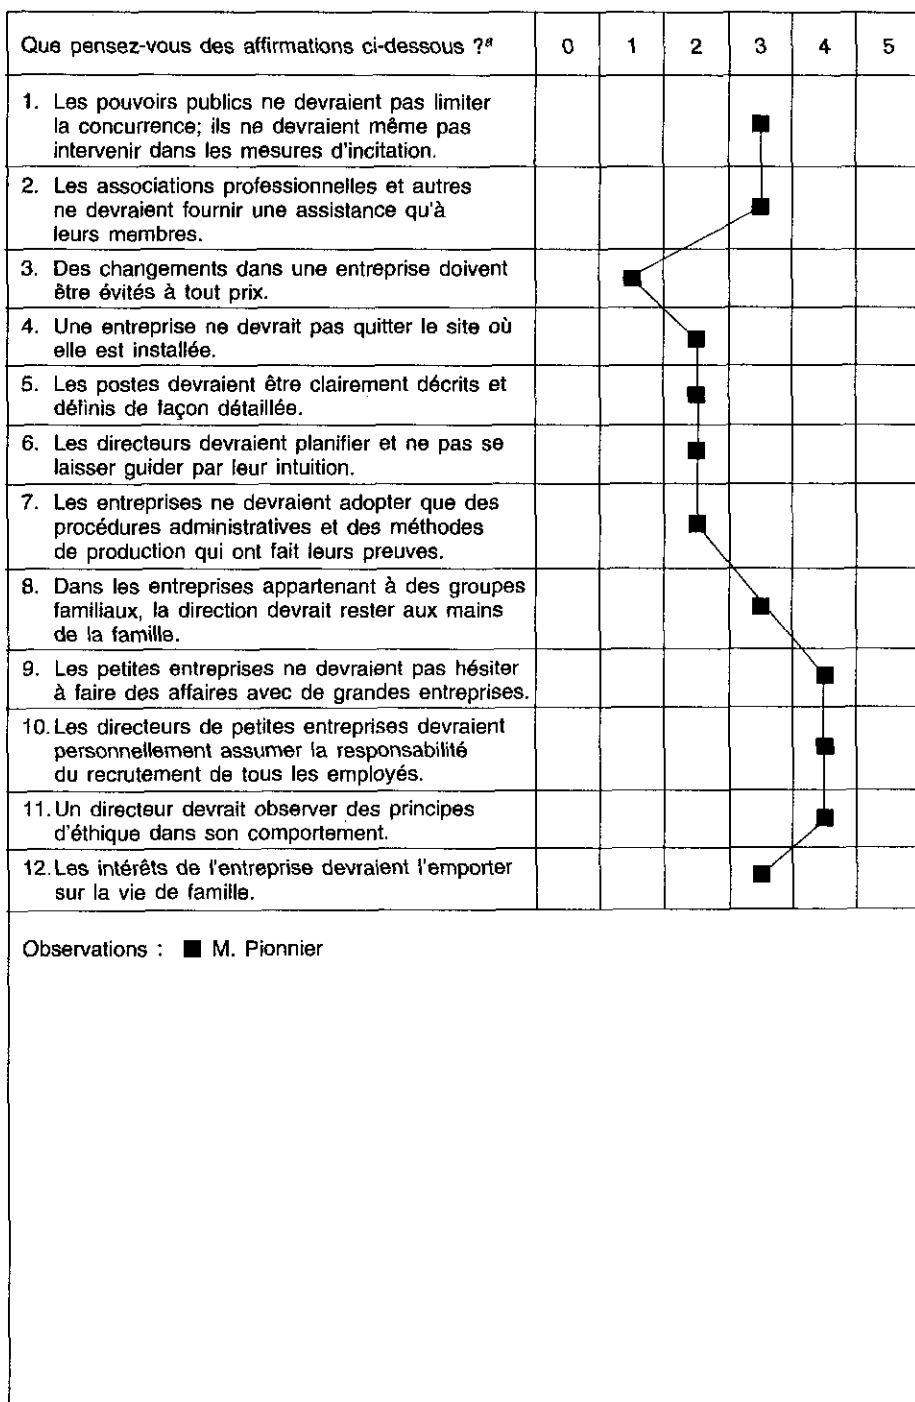 Que pensez-vous des affirmations ci-dessous ?a 0 1 2 3 4 5
1. Les pouvoirs publics ne devraient pas limiter
la concurrence; ils ne devraient même pas
intervenir dans les mesures d'incitation.
2. Les associations professionnelles et autres
ne devraient fournir une assistance qu'à
leurs membres.
3. Des changements dans une entreprise doivent
être évités à tout prix.
4. Une entreprise ne devrait pas quitter le site où
elle est installée.
5. Les postes devraient être clairement décrits et
définis de façon détaillée.
6. Les directeurs devraient planifier et ne pas se
laisser guider par leur intuition.
7. Les entreprises ne devraient adopter que des
procédures administratives et des méthodes
de production qui ont fait leurs preuves.
8. Dans les entreprises appartenant à des groupes
familiaux, la direction devrait rester aux mains
de la famille.
9. Les petites entreprises ne devraient pas hésiter
à faire des affaires avec de grandes entreprises.
10. Les directeurs de petites entreprises devraient
personnellement assumer la responsabilité
du recrutement de tous les employés.
11. Un directeur devrait observer des principes
d'éthique dans son comportement.
12. Les intérêts de l'entreprise devraient l'emporter
sur la vie de famille.
Observations : ■ M. Pionnier